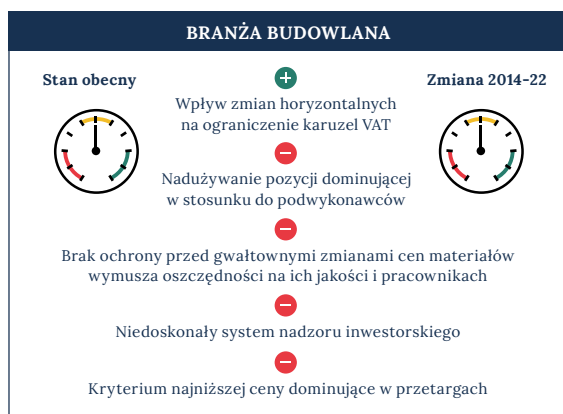 BRANŻA BUDOWLANA
Stan obecny
Zmiana 2014-22
Wpływ zmian horyzontalnych
na ograniczenie karuzel VAT
Nadużywanie pozycji dominującej
w stosunku do podwykonawców
Brak ochrony przed gwałtownymi zmianami cen materiałów
wymusza oszczędności na ich jakości i pracownikach
Niedoskonały system nadzoru inwestorskiego
Kryterium najniższej ceny dominujące w przetargach